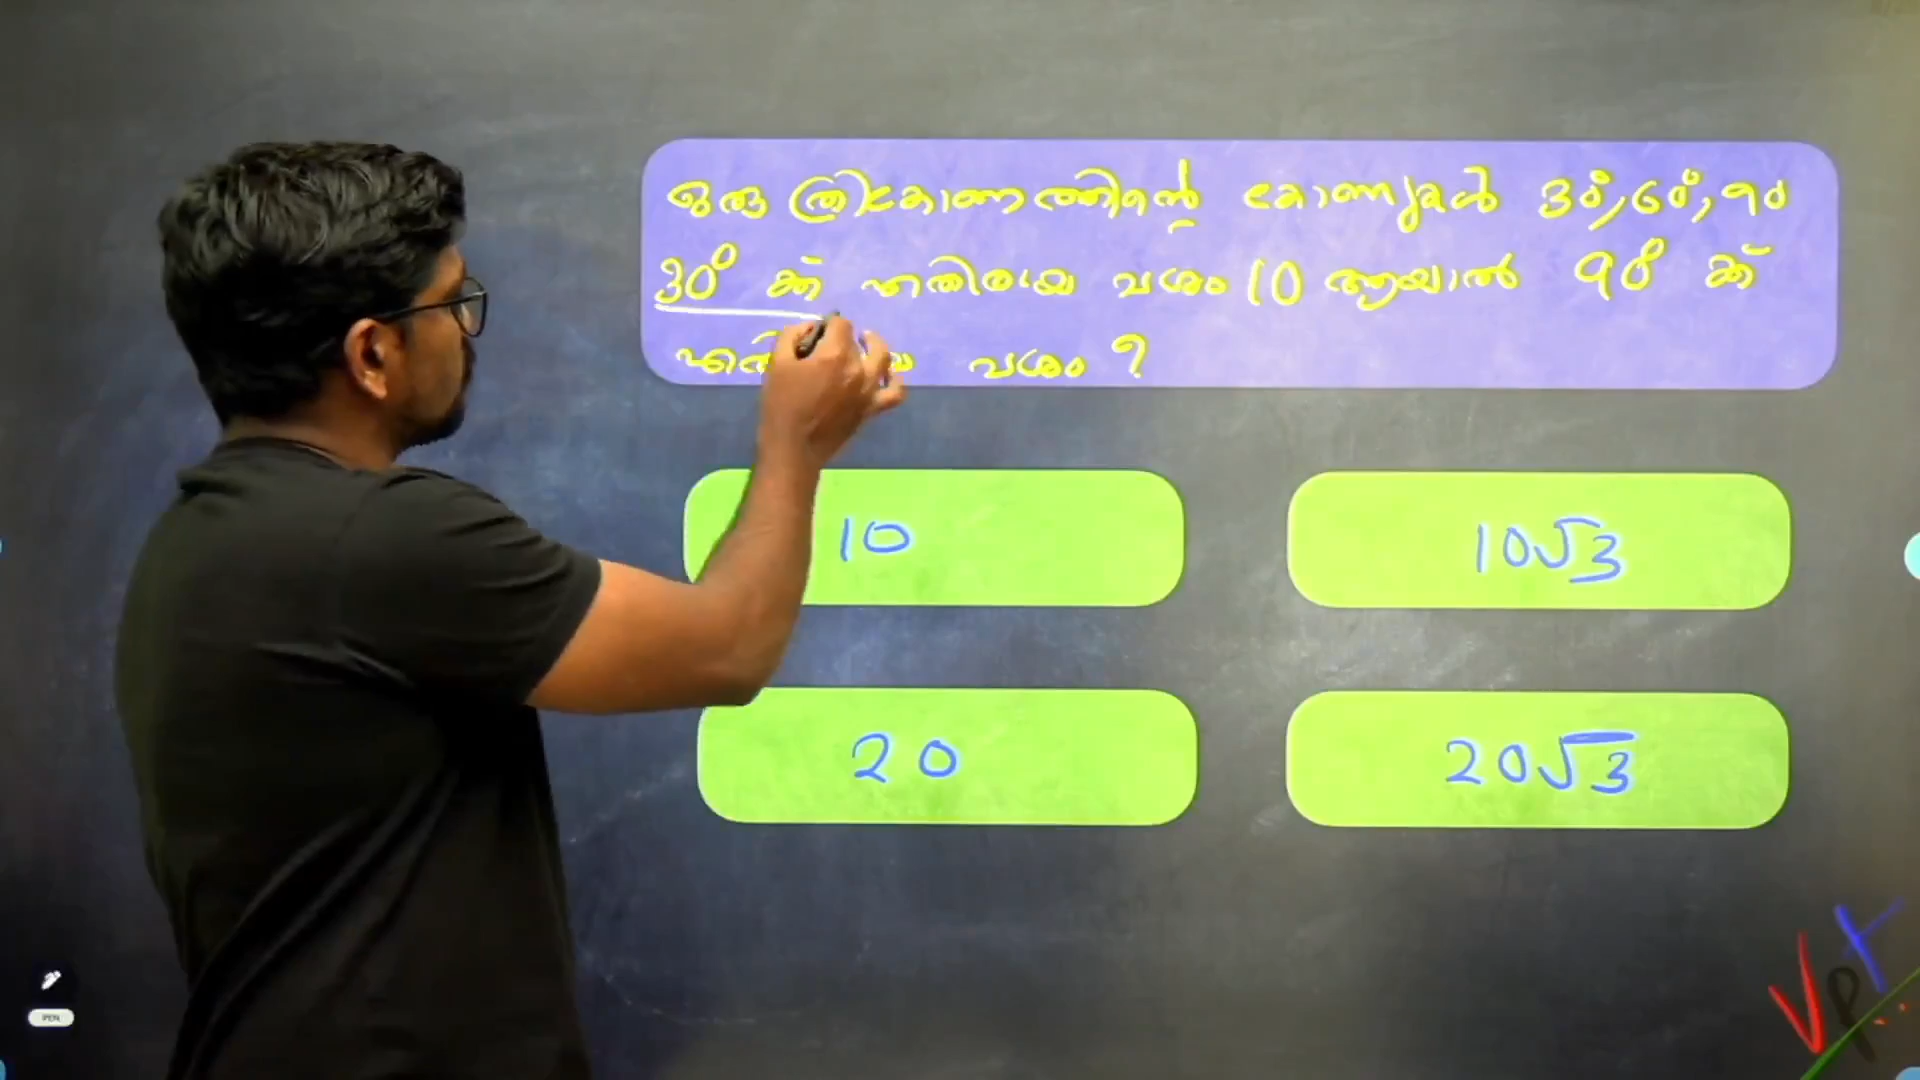 ഒരു ത്രികോണത്തിന്റെ കോണുകൾ 30°, 60°, 90
30° ക്ക് എതിരായ വശം 10 ആയാൽ 90° ക്ക്
വശം ?
10
10√3
20
20√3
PEN